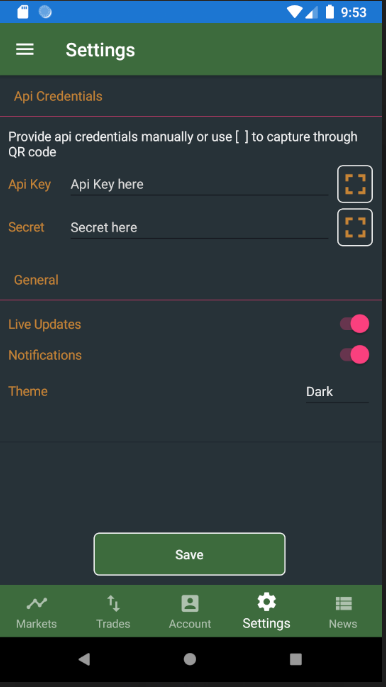 9:53
Settings
Api Credentials
Provide api credentials manually or use [ ] to capture through
QR code
Api Key Api Key here
Secret Secret here
General
Live Updates
Notifications
Theme Dark
Save
Markets Trades Account Settings News